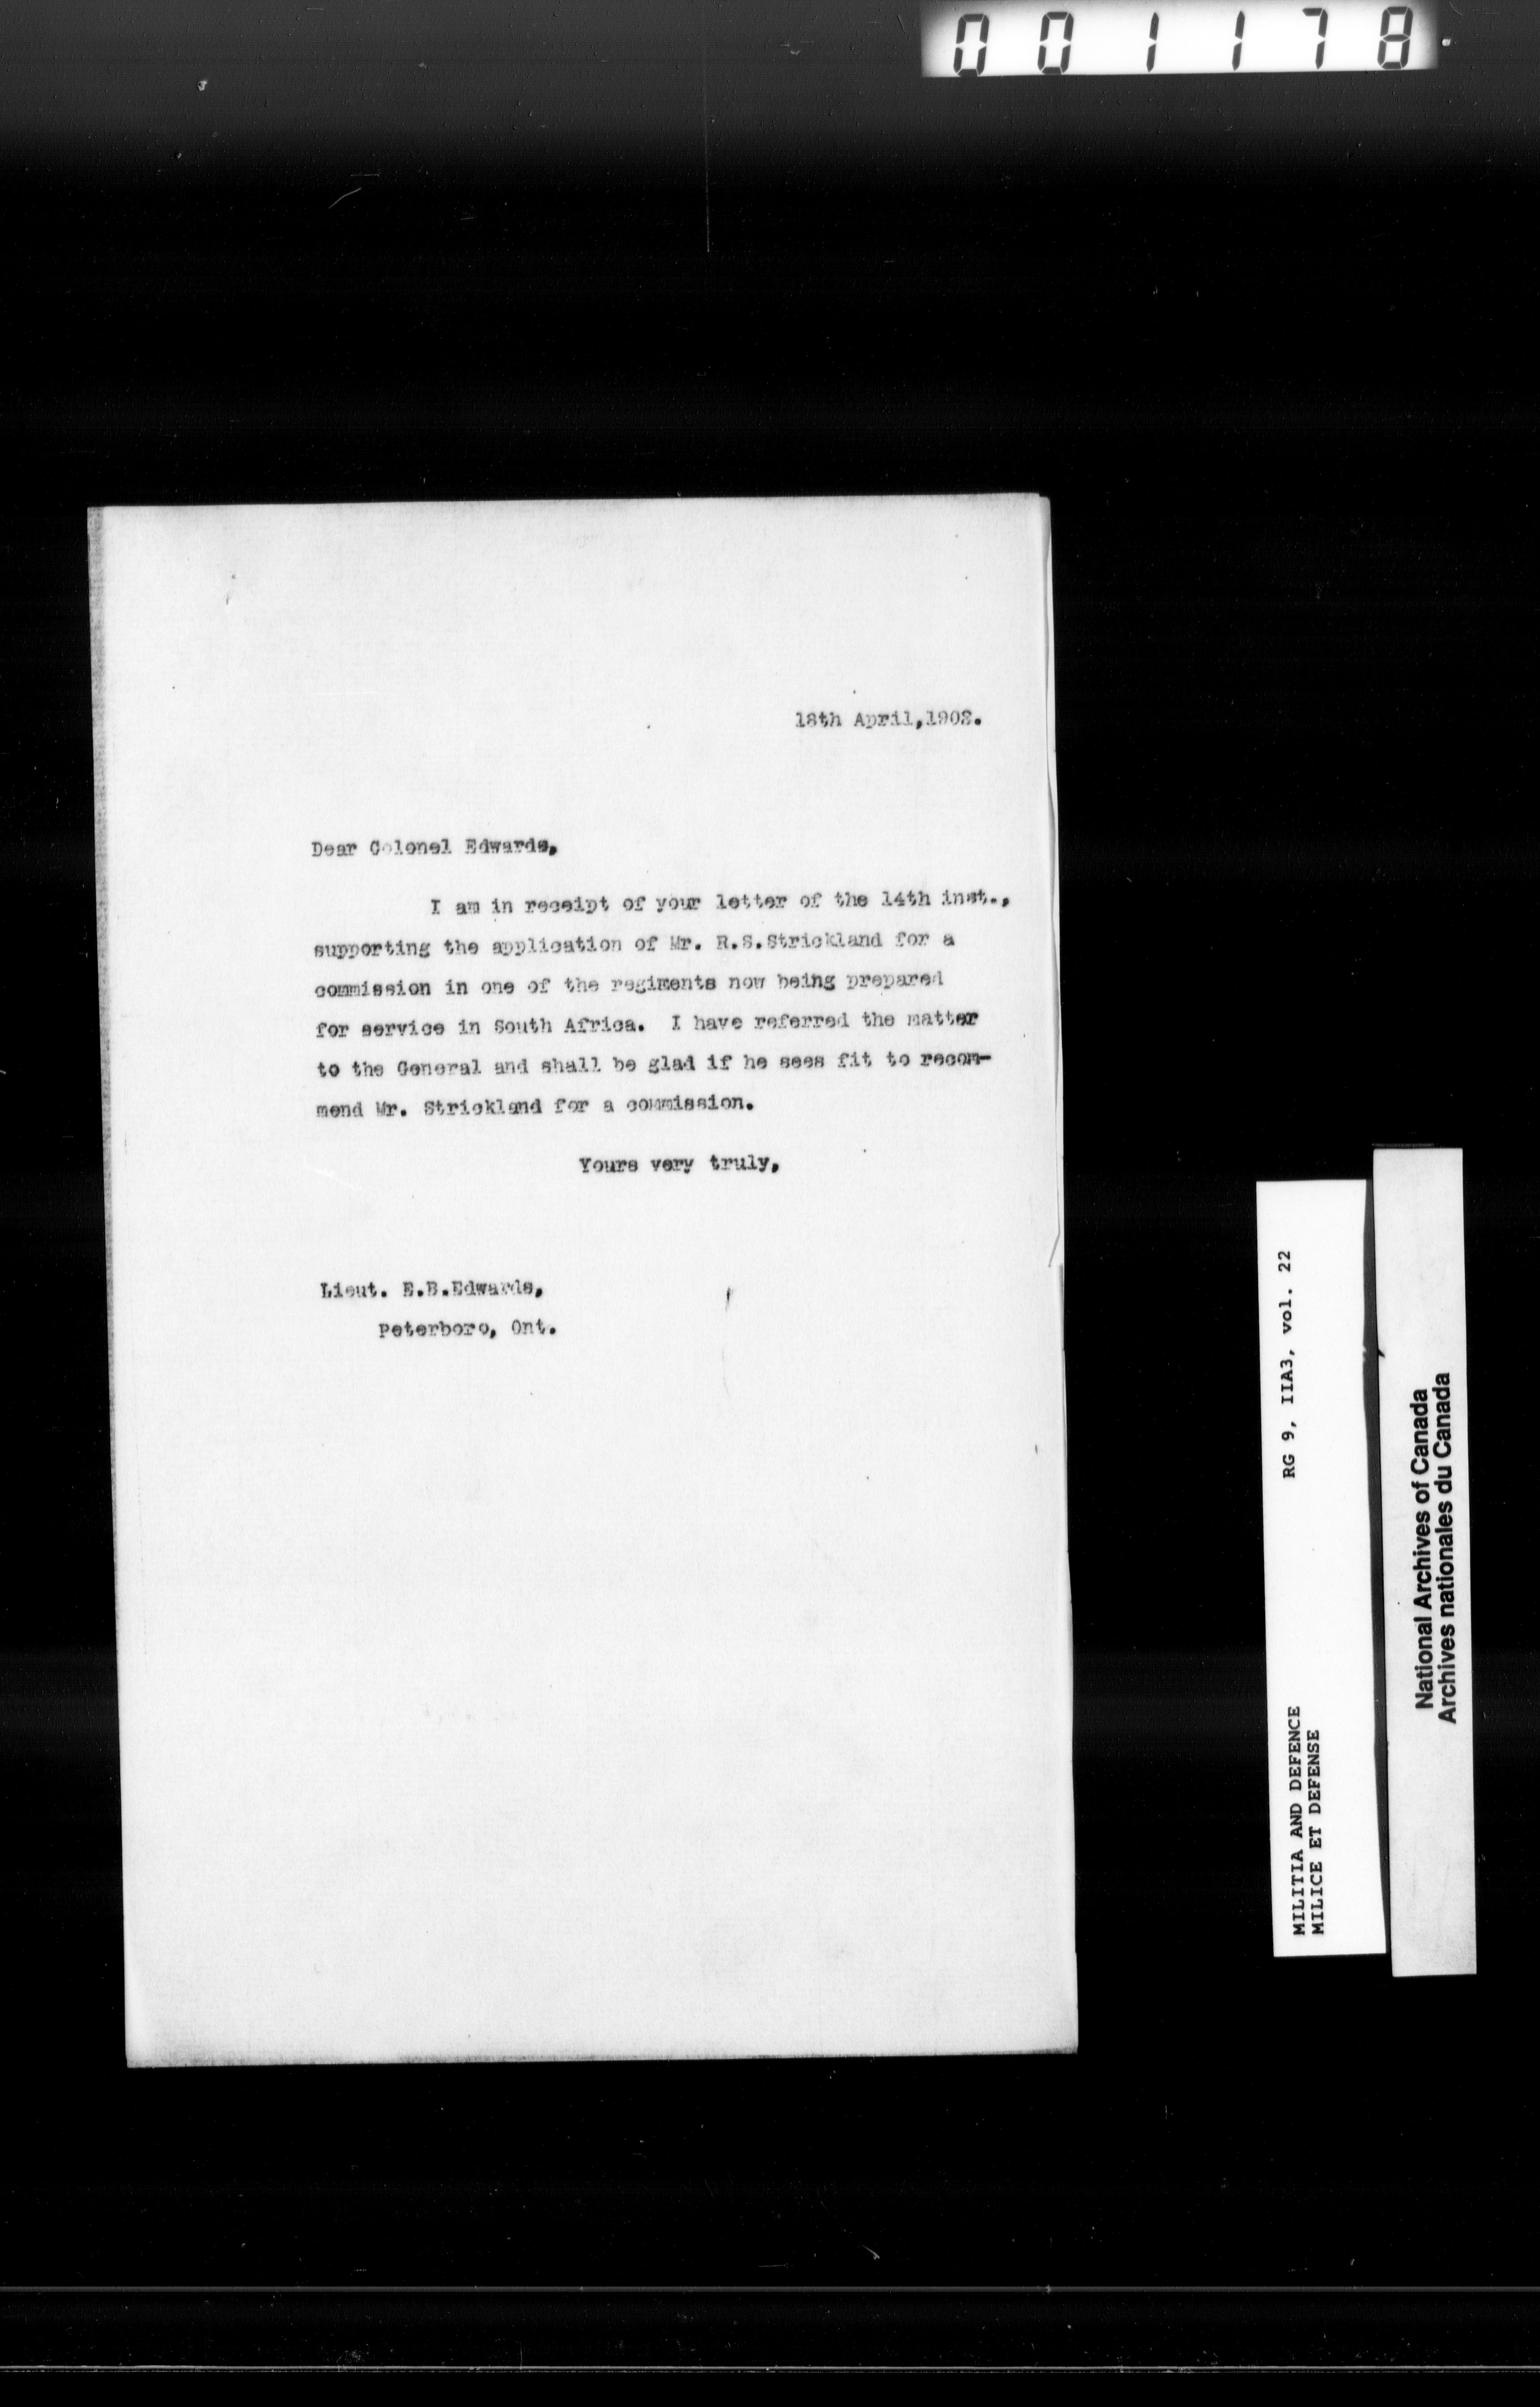 001178
18th April,1902.
Dear Colonel Edwards,
I am in receipt of your letter of the 14th inst.,
supporting the application of Mr. R.S.Strickland for a
commission in one of the regiments now being prepared
for service in South Africa. I have referred the matter
to the General and shall be glad if he sees fit to recom-
mend Mr. Strickland for a commission.
Yours very truly,
Lieut. E.B.Edwards,
Peterboro, Ont.
RG 9, IIA3, vol. 22
MILITIA AND DEFENCE
MILICE ET DEFENSE
National Archives of Canada
Archives nationales du Canada